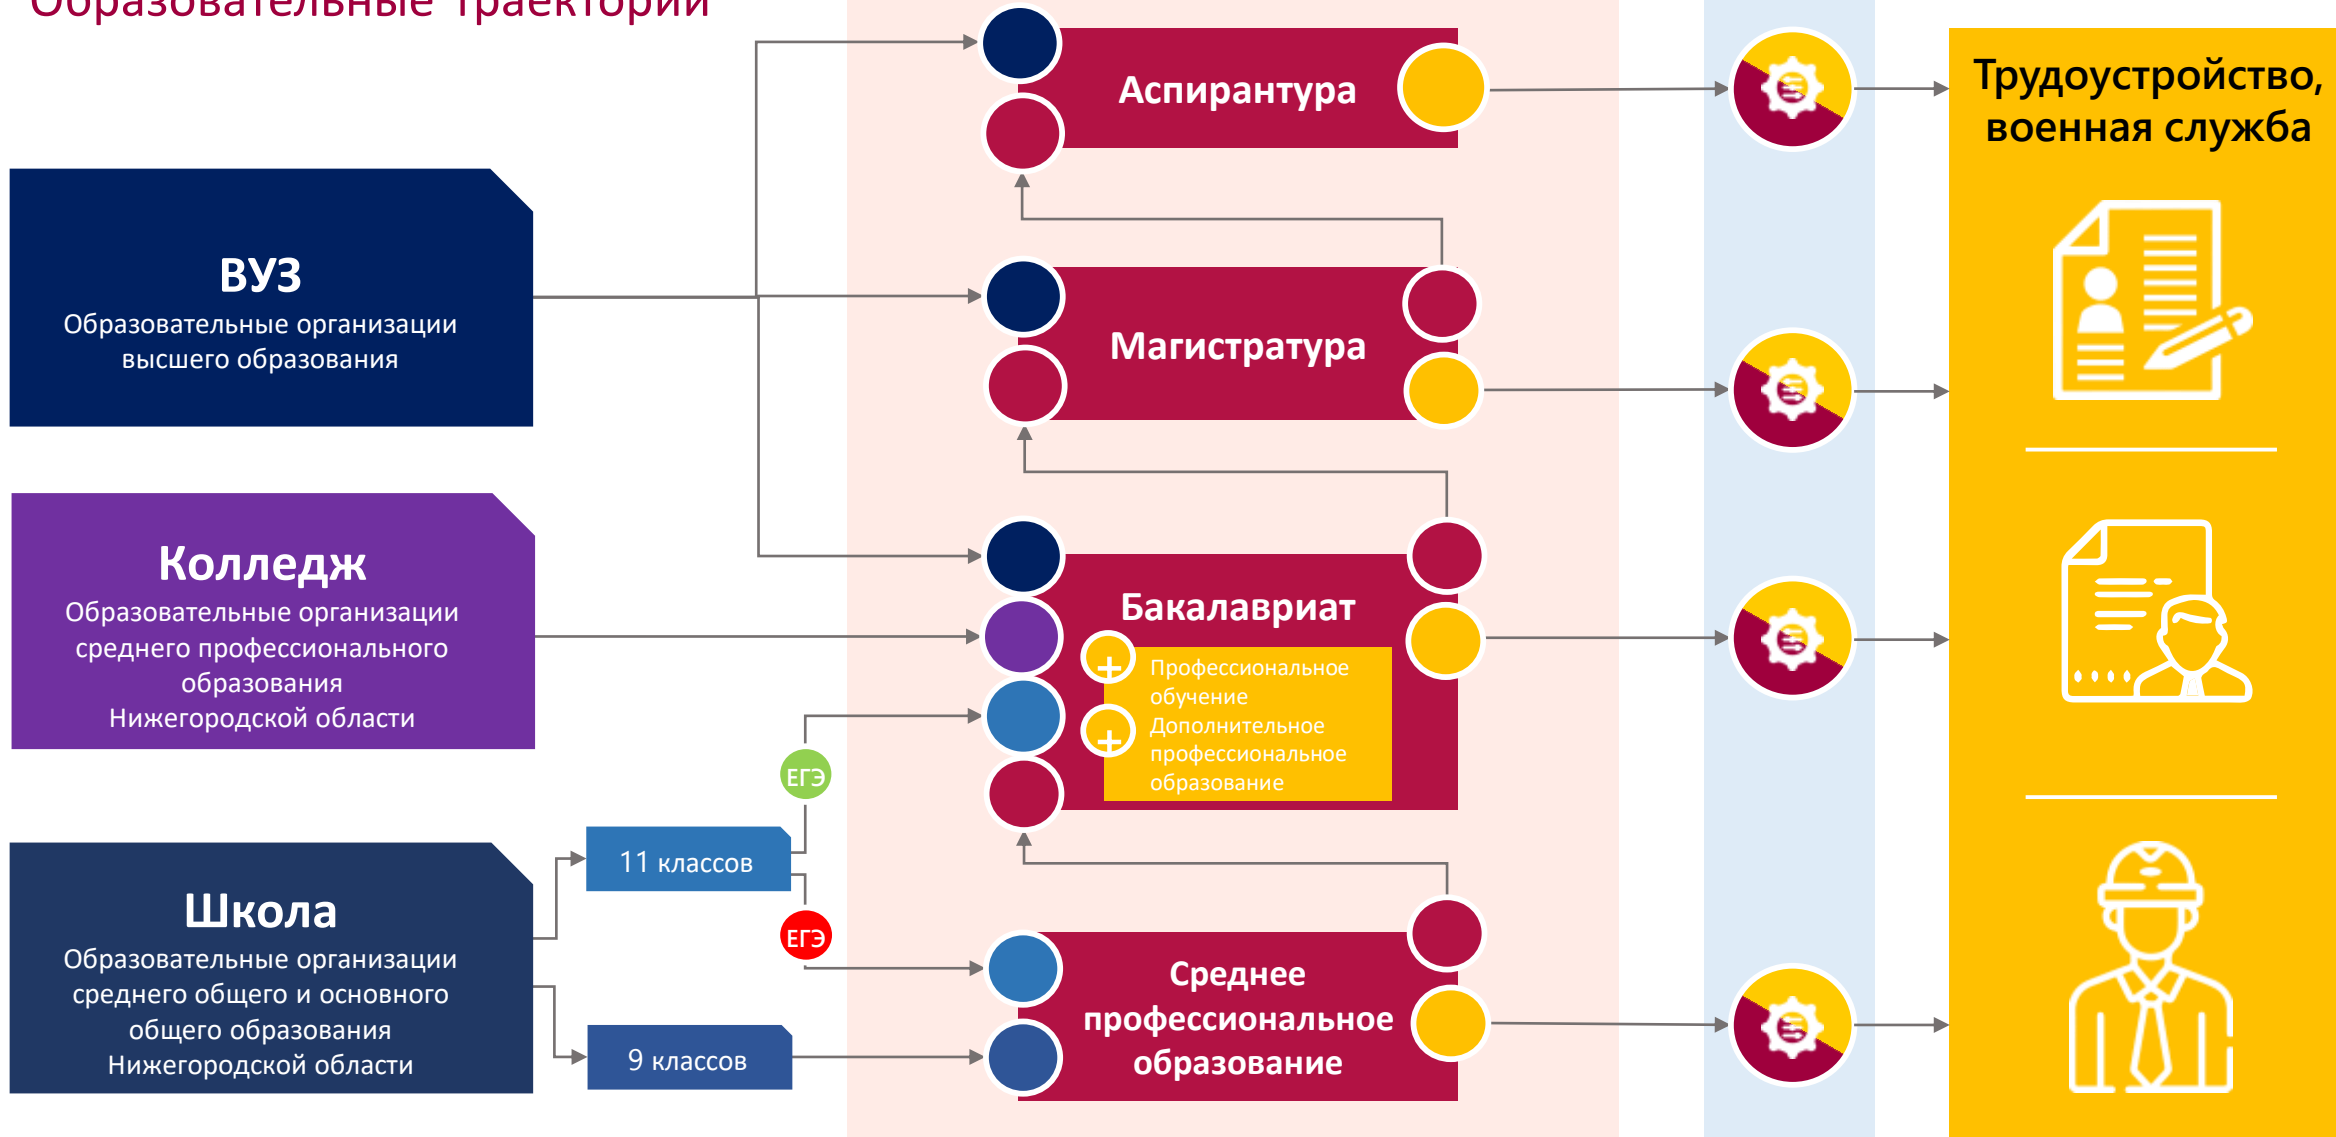 Образовательные траектории
Аспирантура
Трудоустройство,
военная служба
ВУЗ
Образовательные организации
высшего образования
Магистратура
Колледж
Образовательные организации
среднего профессионального
образования
Нижегородской области
Бакалавриат
+ Профессиональное
обучение
+ Дополнительное
профессиональное
образование
ЕГЭ
11 классов
ЕГЭ
Школа
Образовательные организации
среднего общего и основного
общего образования
Нижегородской области
9 классов
Среднее
профессиональное
образование